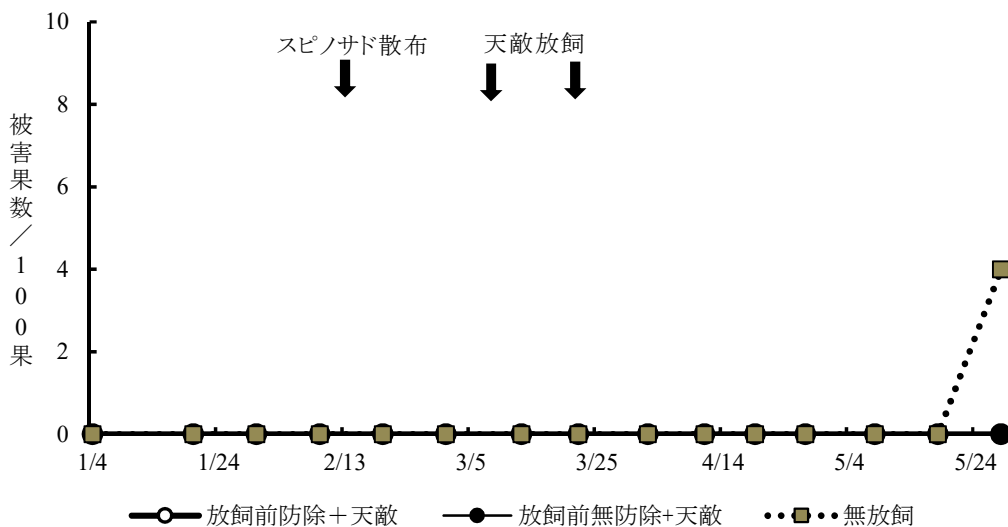 スピノサド散布
天敵放飼
被害果数／100果
10
8
6
4
2
0
1/4
1/24
2/13
3/5
3/25
4/14
5/4
5/24
放飼前防除＋天敵
放飼前無防除+天敵
無放飼